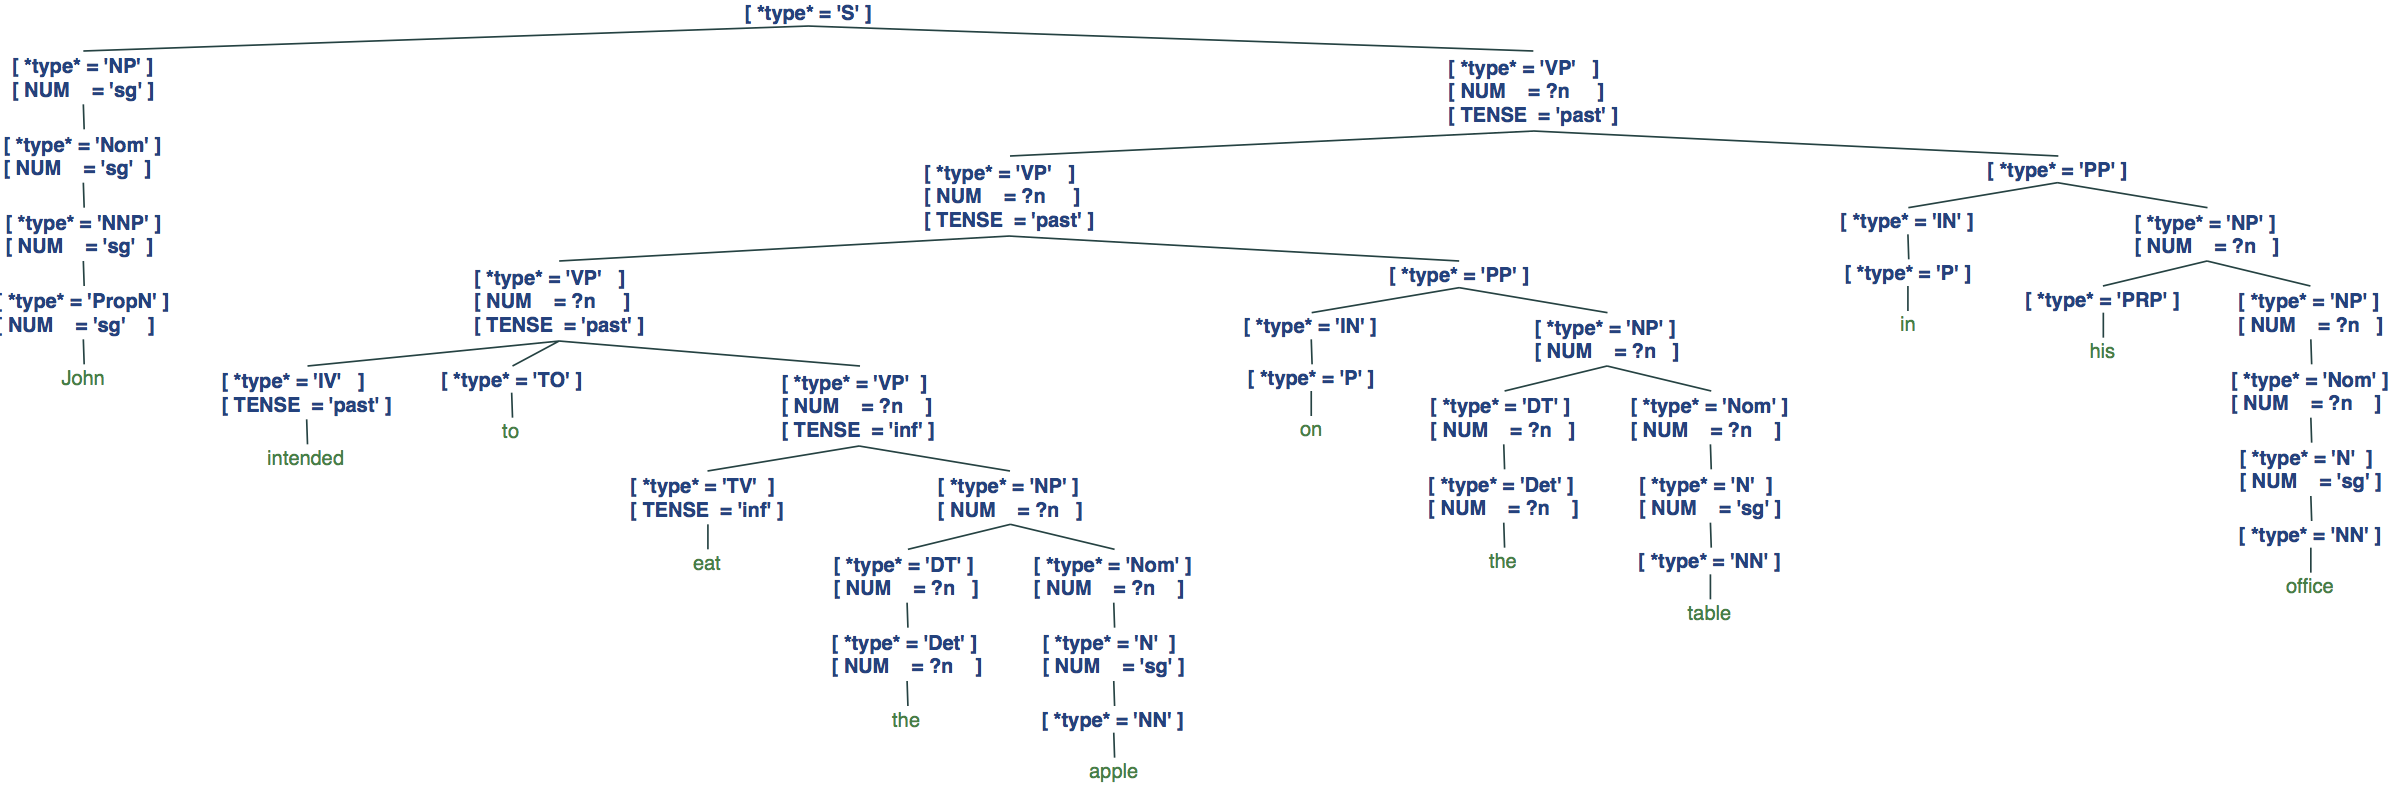 [ *type* = 'S' ]
[ *type* = 'NP' ]
[ NUM = 'sg' ]
[ *type* = 'VP' ]
[ NUM = ?n ]
[ TENSE = 'past' ]
[ *type* = 'Nom' ]
[ NUM = 'sg' ]
[ *type* = 'VP' ]
[ NUM = ?n ]
[ TENSE = 'past' ]
[ *type* = 'PP' ]
[ *type* = 'NNP' ]
[ NUM = 'sg' ]
[ *type* = 'IN' ]
[ *type* = 'NP' ]
[ NUM = ?n ]
[ *type* = 'VP' ]
[ NUM = ?n ]
[ TENSE = 'past' ]
[ *type* = 'PP' ]
[ *type* = 'P' ]
[ *type* = 'PropN' ]
[ NUM = 'sg' ]
[ *type* = 'IN' ]
[ *type* = 'NP' ]
[ NUM = ?n ]
in
[ *type* = 'PRP' ]
[ *type* = 'NP' ]
[ NUM = ?n ]
John
[ *type* = 'IV' ]
[ TENSE = 'past' ]
[ *type* = 'TO' ]
[ *type* = 'VP' ]
[ NUM = ?n ]
[ TENSE = 'inf' ]
[ *type* = 'P' ]
his
[ *type* = 'Nom' ]
[ NUM = ?n ]
intended
to
on
[ *type* = 'DT' ]
[ NUM = ?n ]
[ *type* = 'Nom' ]
[ NUM = ?n ]
[ *type* = 'N' ]
[ NUM = 'sg' ]
[ *type* = 'TV' ]
[ TENSE = 'inf' ]
[ *type* = 'NP' ]
[ NUM = ?n ]
[ *type* = 'Det' ]
[ NUM = ?n ]
[ *type* = 'N' ]
[ NUM = 'sg' ]
[ *type* = 'NN' ]
eat
[ *type* = 'DT' ]
[ NUM = ?n ]
[ *type* = 'Nom' ]
[ NUM = ?n ]
the
[ *type* = 'NN' ]
office
table
[ *type* = 'Det' ]
[ NUM = ?n ]
[ *type* = 'N' ]
[ NUM = 'sg' ]
the
[ *type* = 'NN' ]
apple